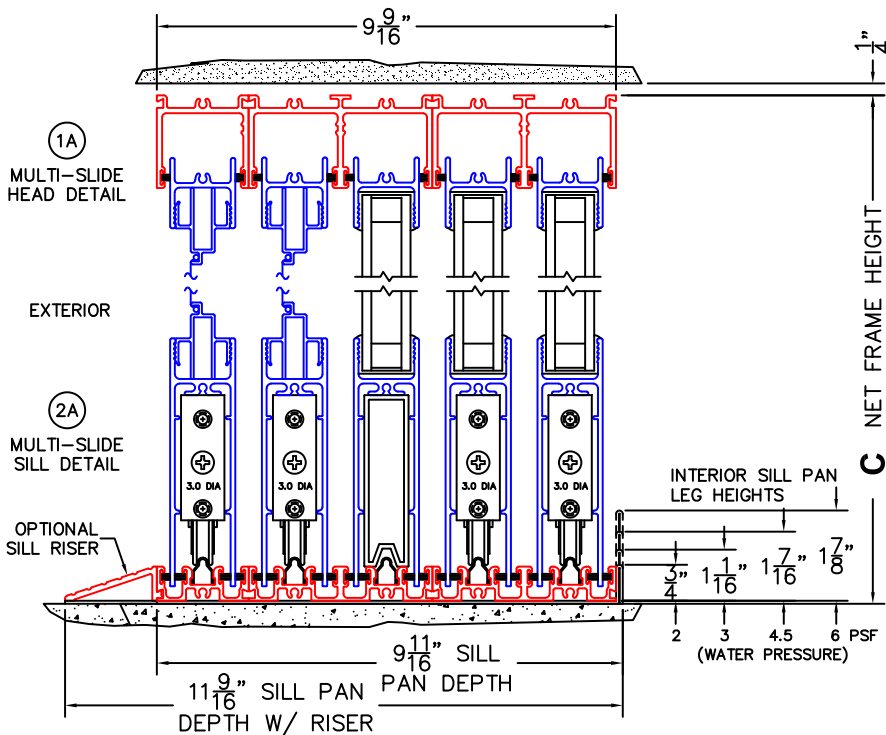 9 9/16"
1/4
1A
MULTI-SLIDE
HEAD DETAIL
NET FRAME HEIGHT
C
EXTERIOR
2A
MULTI-SLIDE
SILL DETAIL
3.0 DIA
3.0 DIA
3.0 DIA
3.0 DIA
INTERIOR SILL PAN
LEG HEIGHTS
OPTIONAL
SILL RISER
3/4"
1 1/16"
1 7/16"
1 7/8"
2 3 4.5 6 PSF
(WATER PRESSURE)
9 11/16" SILL
PAN DEPTH
11 9/16" SILL PAN
DEPTH W/ RISER